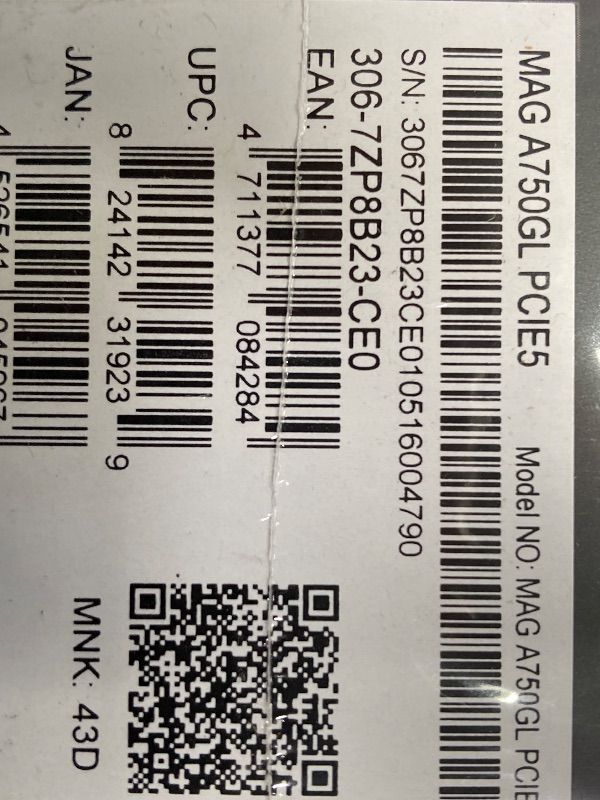 MAG A750GL PCIE5
Model NO: MAG A750GL PCIE
S/N: 3067ZP8B23CE010516004790
306-7ZP8B23-CE0
EAN:
4 711377 084284
UPC:
8 24142 31923 9
JAN:
MNK: 43D